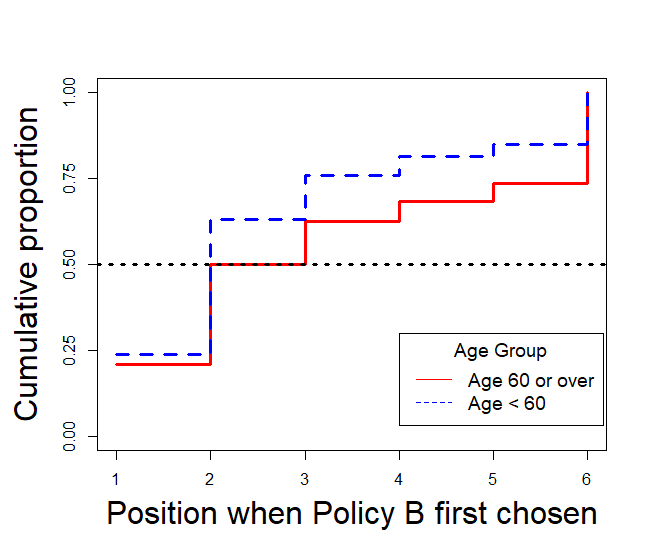 Cumulative proportion
1.00
0.75
0.50
0.25
0.00
Age Group
Age 60 or over
Age < 60
1 2 3 4 5 6
Position when Policy B first chosen